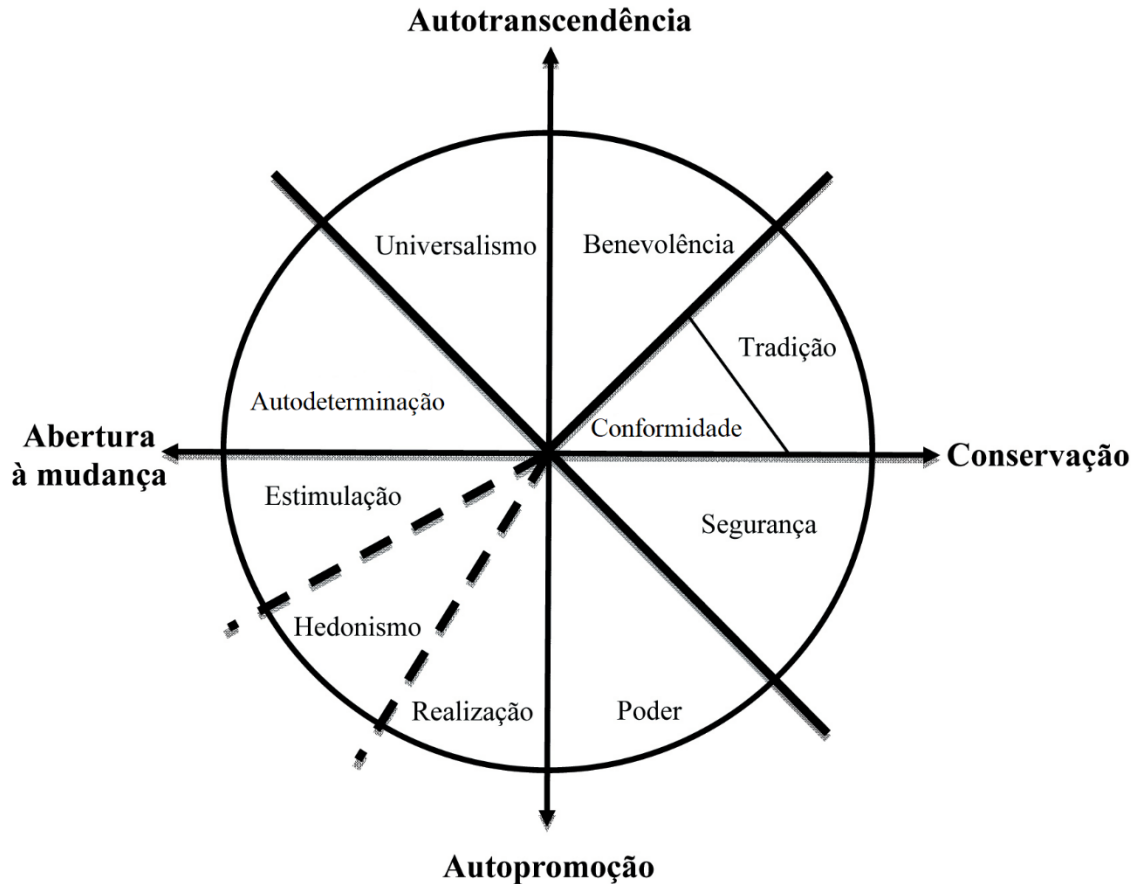 Autotranscendência
Universalismo
Benevolência
Tradição
Autodeterminação
Conformidade
Abertura
à mudança
Conservação
Estimulação
Segurança
Hedonismo
Realização
Poder
Autopromoção